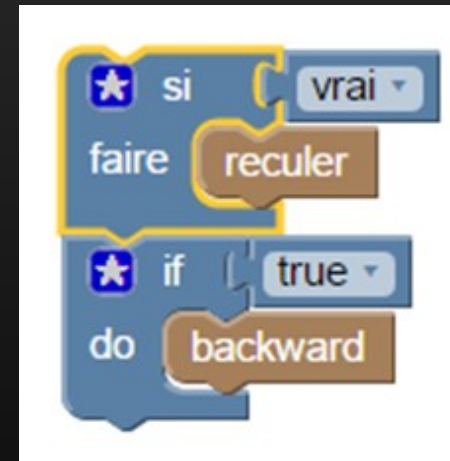 si vrai
faire reculer
if true
do backward